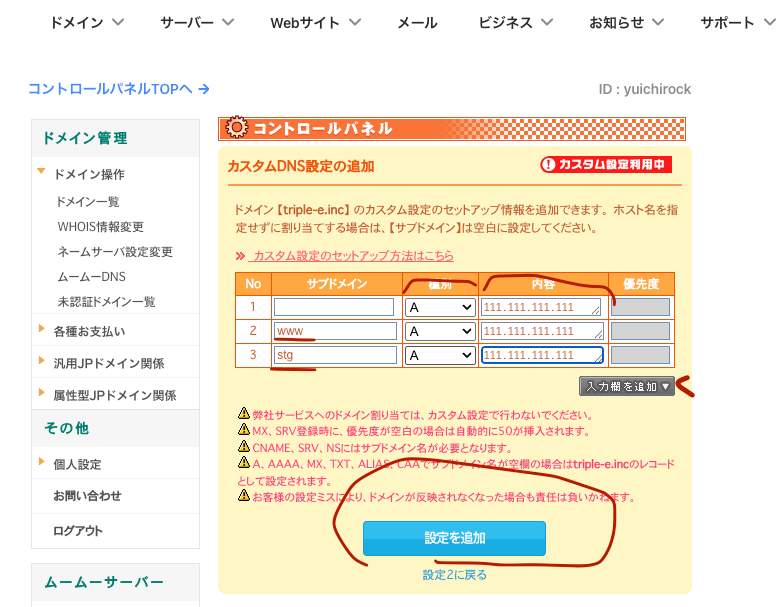 ドメイン サーバー Webサイト メール ビジネス お知らせ サポート
コントロールパネルTOPへ →
ID : yuichirock
ドメイン管理
ドメイン操作
ドメイン一覧
WHOIS情報変更
ネームサーバ設定変更
ムームーDNS
未認証ドメイン一覧
各種お支払い
汎用JPドメイン関係
属性型JPドメイン関係
その他
個人設定
お問い合わせ
ログアウト
ムームーサーバー
コントロールパネル
カスタムDNS設定の追加
カスタム設定利用中
ドメイン【triple-e.inc】のカスタム設定のセットアップ情報を追加できます。ホスト名を指
定せずに割り当てする場合は、【サブドメイン】は空白に設定してください。
カスタム設定のセットアップ方法はこちら
No サブドメイン 種別 内容 優先度
1 A 111.111.111.111
2 www A 111.111.111.111
3 stg A 111.111.111.111
入力欄を追加▼
弊社サービスへのドメイン割り当ては、カスタム設定で行わないでください。
MX、SRV登録時に、優先度が空白の場合は自動的に50が挿入されます。
CNAME、SRV、NSにはサブドメイン名が必要となります。
A、AAAA、MX、TXT、ALIAS、CAAでサブドメイン名が空欄の場合はtriple-e.incのレコード
として設定されます。
お客様の設定ミスにより、ドメインが反映されなくなった場合も責任は負いかねます。
設定を追加
設定2に戻る